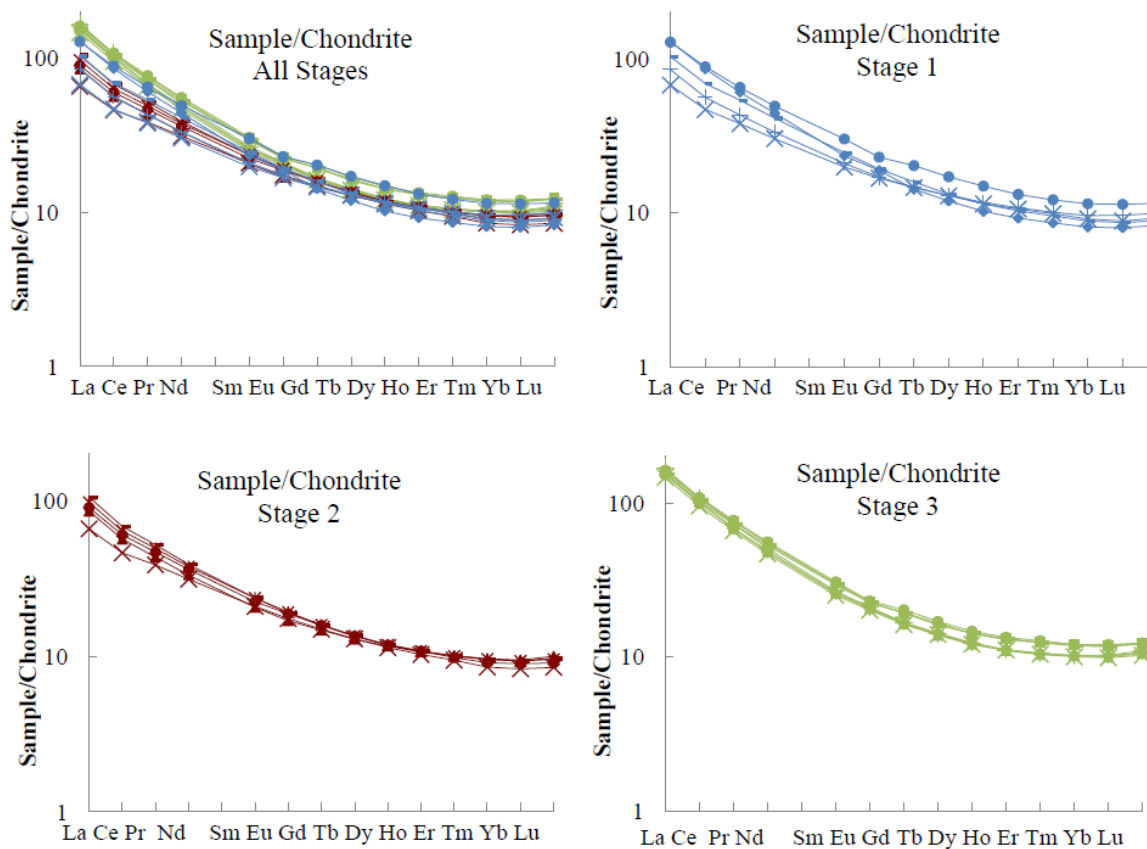 Sample/Chondrite
All Stages
Sample/Chondrite
100
10
1
La Ce Pr Nd Sm Eu Gd Tb Dy Ho Er Tm Yb Lu
Sample/Chondrite
Stage 1
Sample/Chondrite
100
10
1
La Ce Pr Nd Sm Eu Gd Tb Dy Ho Er Tm Yb Lu
Sample/Chondrite
Stage 2
Sample/Chondrite
100
10
1
La Ce Pr Nd Sm Eu Gd Tb Dy Ho Er Tm Yb Lu
Sample/Chondrite
Stage 3
Sample/Chondrite
100
10
1
La Ce Pr Nd Sm Eu Gd Tb Dy Ho Er Tm Yb Lu